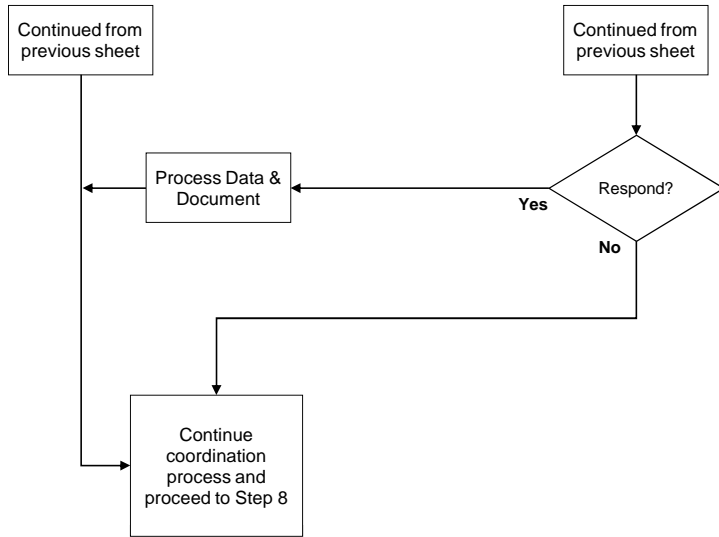 Continued from
previous sheet
Continued from
previous sheet
Process Data &
Document
Respond?
Yes
No
Continue
coordination
process and
proceed to Step 8